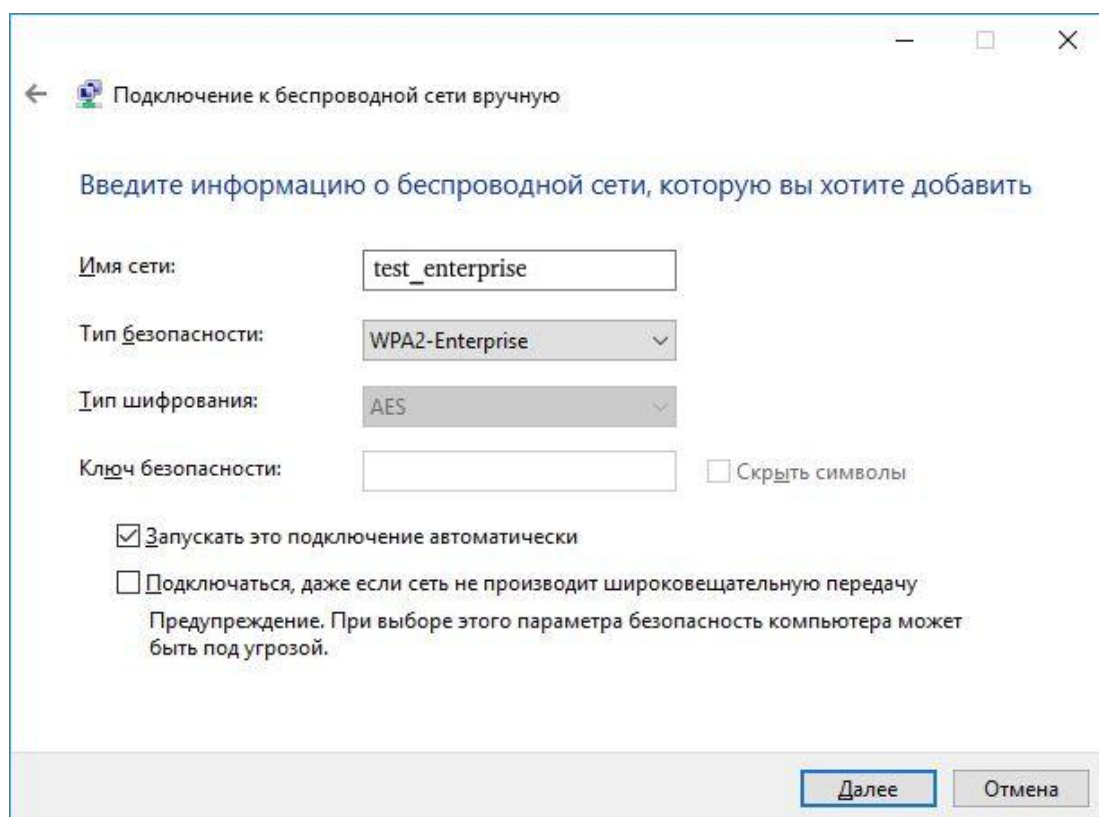 Подключение к беспроводной сети вручную
Введите информацию о беспроводной сети, которую вы хотите добавить
Имя сети:
test_enterprise
Тип безопасности:
WPA2-Enterprise
Тип шифрования:
AES
Ключ безопасности:
Скрыть символы
Запускать это подключение автоматически
Подключаться, даже если сеть не производит широковещательную передачу
Предупреждение. При выборе этого параметра безопасность компьютера может
быть под угрозой.
Далее
Отмена